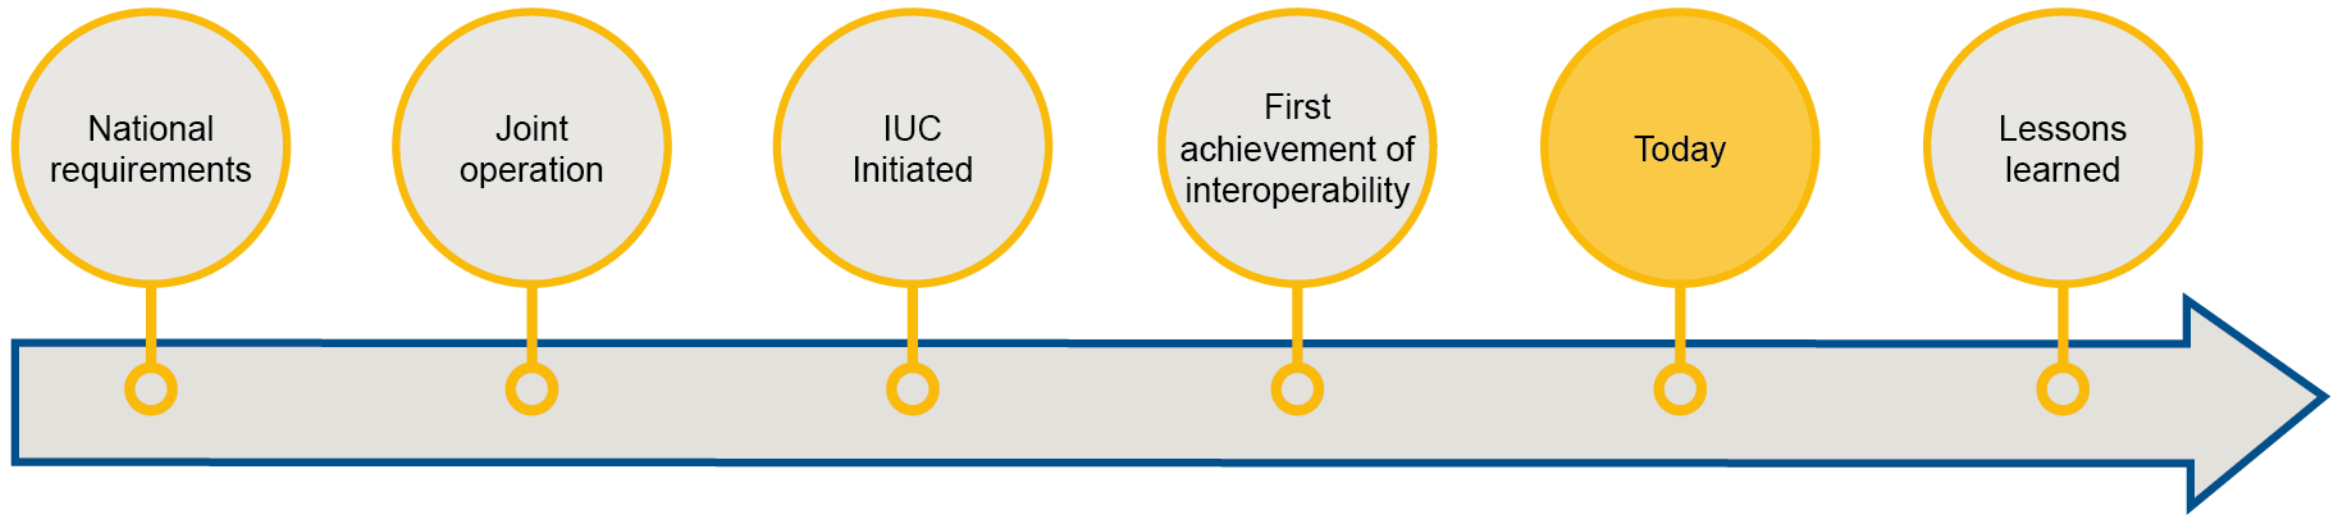 National
requirements
Joint
operation
IUC
Initiated
First
achievement of
interoperability
Today
Lessons
learned